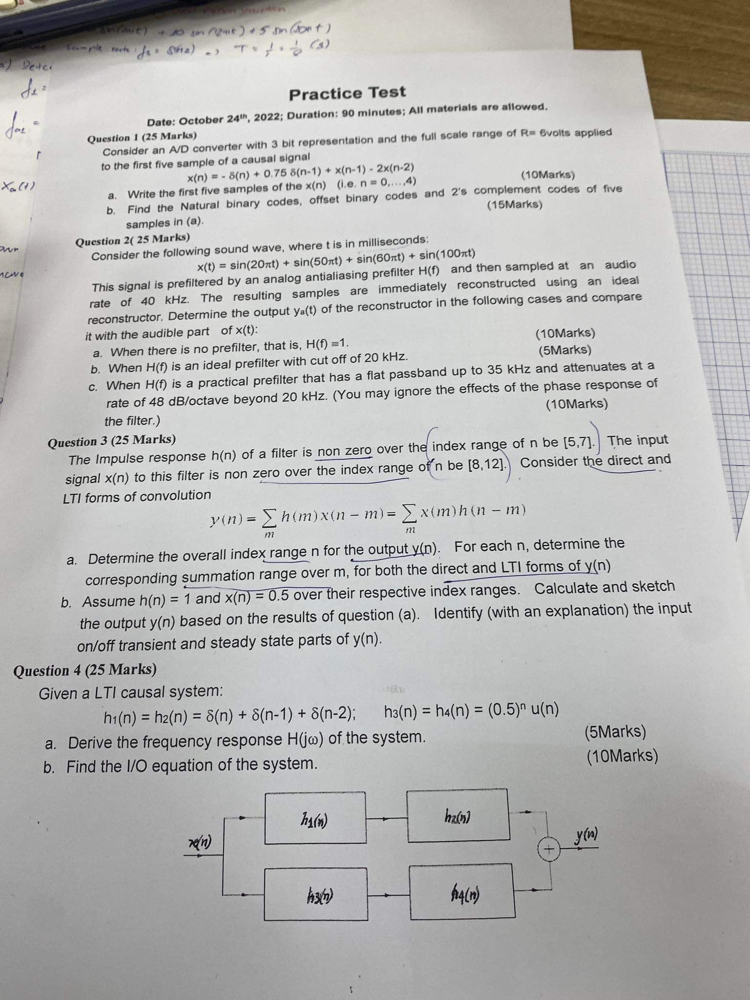 + 5 sin(50πt)
sample rate: fs = 5(Hz) → T =
a)
f1 =
xa(t)
Practice Test
Date: October 24th, 2022; Duration: 90 minutes; All materials are allowed.
Question 1 (25 Marks)
Consider an A/D converter with 3 bit representation and the full scale range of R= 6volts applied
to the first five sample of a causal signal
x(n) = - δ(n) + 0.75 δ(n-1) + x(n-1) - 2x(n-2)
a. Write the first five samples of the x(n) (i.e. n = 0,...,4) (10Marks)
b. Find the Natural binary codes, offset binary codes and 2's complement codes of five
samples in (a). (15Marks)
Question 2( 25 Marks)
Consider the following sound wave, where t is in milliseconds:
x(t) = sin(20πt) + sin(50πt) + sin(60πt) + sin(100πt)
This signal is prefiltered by an analog antialiasing prefilter H(f) and then sampled at an audio
rate of 40 kHz. The resulting samples are immediately reconstructed using an ideal
reconstructor. Determine the output ya(t) of the reconstructor in the following cases and compare
it with the audible part of x(t):
a. When there is no prefilter, that is, H(f) ≡1. (10Marks)
b. When H(f) is an ideal prefilter with cut off of 20 kHz. (5Marks)
c. When H(f) is a practical prefilter that has a flat passband up to 35 kHz and attenuates at a
rate of 48 dB/octave beyond 20 kHz. (You may ignore the effects of the phase response of
the filter.) (10Marks)
Question 3 (25 Marks)
The Impulse response h(n) of a filter is non zero over the index range of n be [5,7]. The input
signal x(n) to this filter is non zero over the index range of n be [8,12]. Consider the direct and
LTI forms of convolution
y(n) = ∑ h(m)x(n − m) = ∑ x(m)h(n − m)
m m
a. Determine the overall index range n for the output y(n). For each n, determine the
corresponding summation range over m, for both the direct and LTI forms of y(n)
b. Assume h(n) = 1 and x(n) = 0.5 over their respective index ranges. Calculate and sketch
the output y(n) based on the results of question (a). Identify (with an explanation) the input
on/off transient and steady state parts of y(n).
Question 4 (25 Marks)
Given a LTI causal system:
h1(n) = h2(n) = δ(n) + δ(n-1) + δ(n-2); h3(n) = h4(n) = (0.5)ⁿ u(n)
a. Derive the frequency response H(jω) of the system. (5Marks)
b. Find the I/O equation of the system. (10Marks)
h1(n) h2(n)
x(n) y(n)
+
h3(n) h4(n)